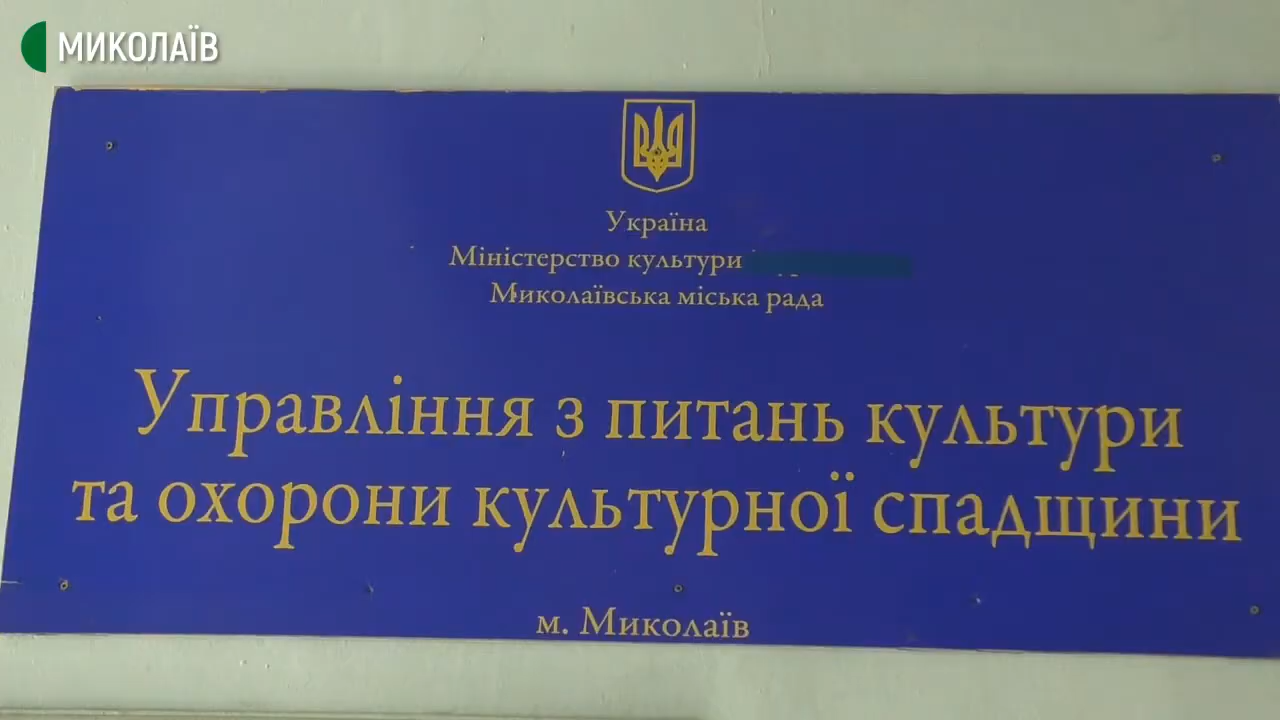 МИКОЛАЇВ
Україна
Міністерство культури
Миколаївська міська рада
Управління з питань культури
та охорони культурної спадщини
м. Миколаїв